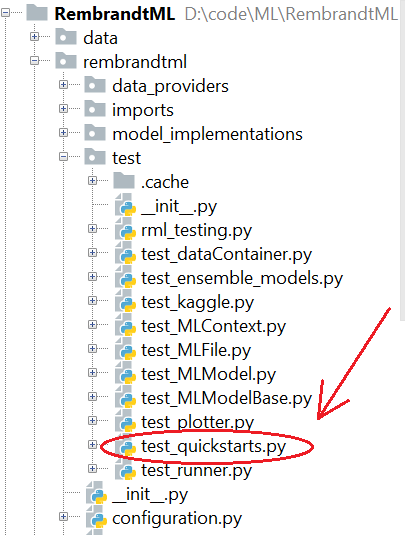 RembrandtML D:\code\ML\RembrandtML
data
rembrandtml
data_providers
imports
model_implementations
test
.cache
__init__.py
rml_testing.py
test_dataContainer.py
test_ensemble_models.py
test_kaggle.py
test_MLContext.py
test_MLFile.py
test_MLModel.py
test_MLModelBase.py
test_plotter.py
test_quickstarts.py
test_runner.py
__init__.py
configuration.py